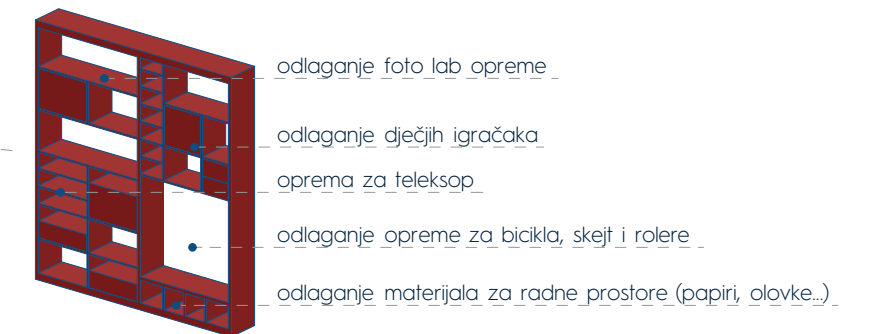 odlaganje foto lab opreme
odlaganje dječjih igračaka
oprema za teleksop
odlaganje opreme za bicikla, skejt i rolere
odlaganje materijala za radne prostore (papiri, olovke...)